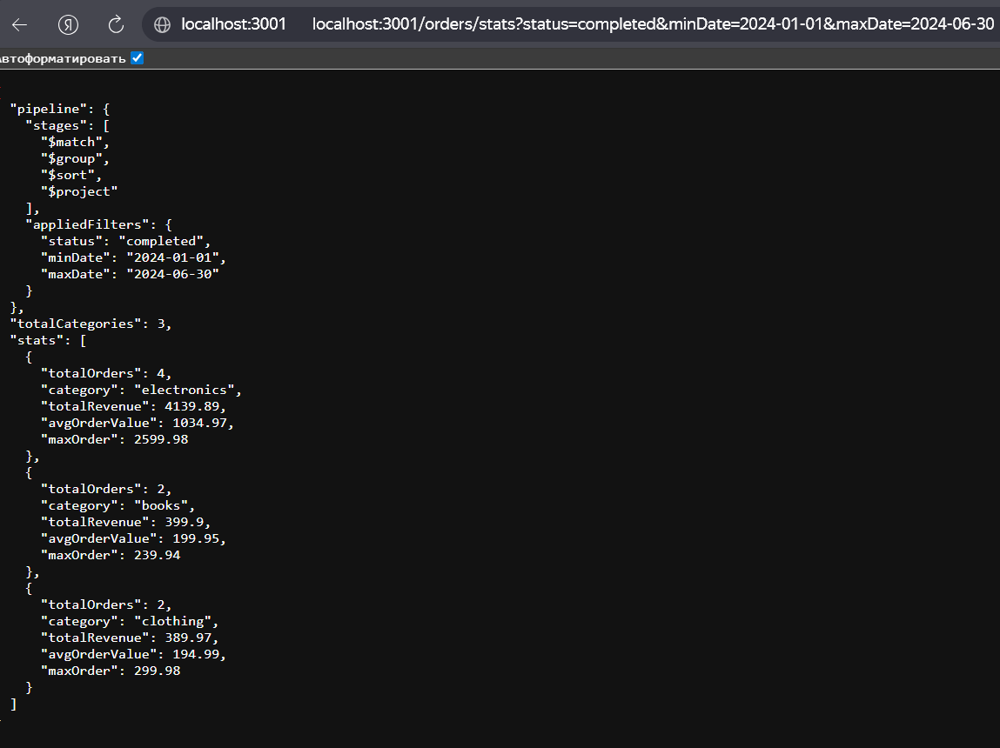 localhost:3001 localhost:3001/orders/stats?status=completed&minDate=2024-01-01&maxDate=2024-06-30
Автоформатировать
"pipeline": {
"stages": [
"$match",
"$group",
"$sort",
"$project"
],
"appliedFilters": {
"status": "completed",
"minDate": "2024-01-01",
"maxDate": "2024-06-30"
}
},
"totalCategories": 3,
"stats": [
{
"totalOrders": 4,
"category": "electronics",
"totalRevenue": 4139.89,
"avgOrderValue": 1034.97,
"maxOrder": 2599.98
},
{
"totalOrders": 2,
"category": "books",
"totalRevenue": 399.9,
"avgOrderValue": 199.95,
"maxOrder": 239.94
},
{
"totalOrders": 2,
"category": "clothing",
"totalRevenue": 389.97,
"avgOrderValue": 194.99,
"maxOrder": 299.98
}
]